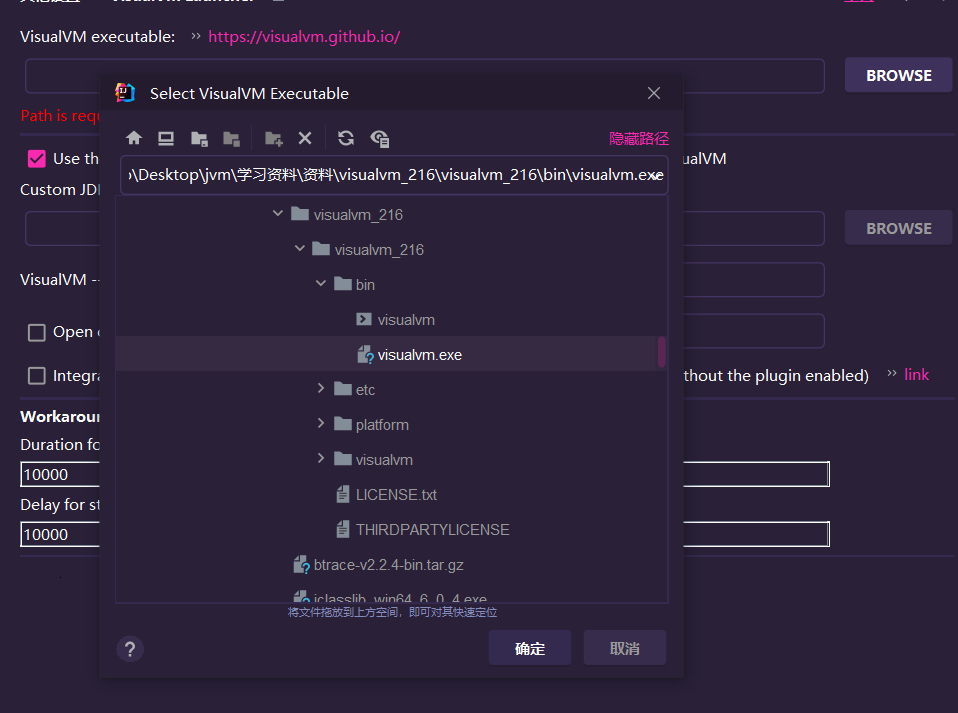 VisualVM executable: https://visualvm.github.io/
BROWSE
Select VisualVM Executable
Path is requ
隐藏路径
Use th
ualVM
\Desktop\jvm\学习资料\资料\visualvm_216\visualvm_216\bin\visualvm.exe
Custom JD
visualvm_216
BROWSE
visualvm_216
VisualVM --
bin
visualvm
Open
visualvm.exe
Integra
thout the plugin enabled) link
etc
Workaroun
platform
Duration fo
visualvm
10000
LICENSE.txt
Delay for st
THIRDPARTYLICENSE
10000
btrace-v2.2.4-bin.tar.gz
jclasslib_win64_6_0_4.exe
将文件拖放到上方空间，即可对其快速定位
?
确定
取消